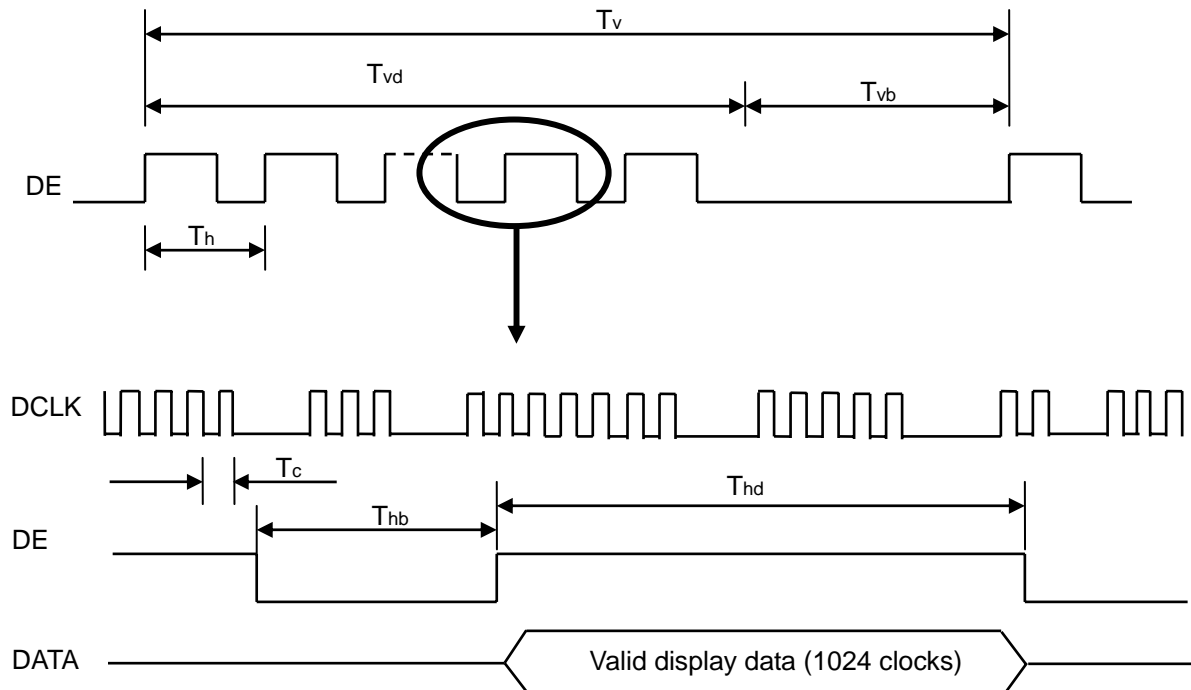 Tv
Tvd
Tvb
DE
Th
DCLK
Tc
Thd
Thb
DE
DATA
Valid display data (1024 clocks)